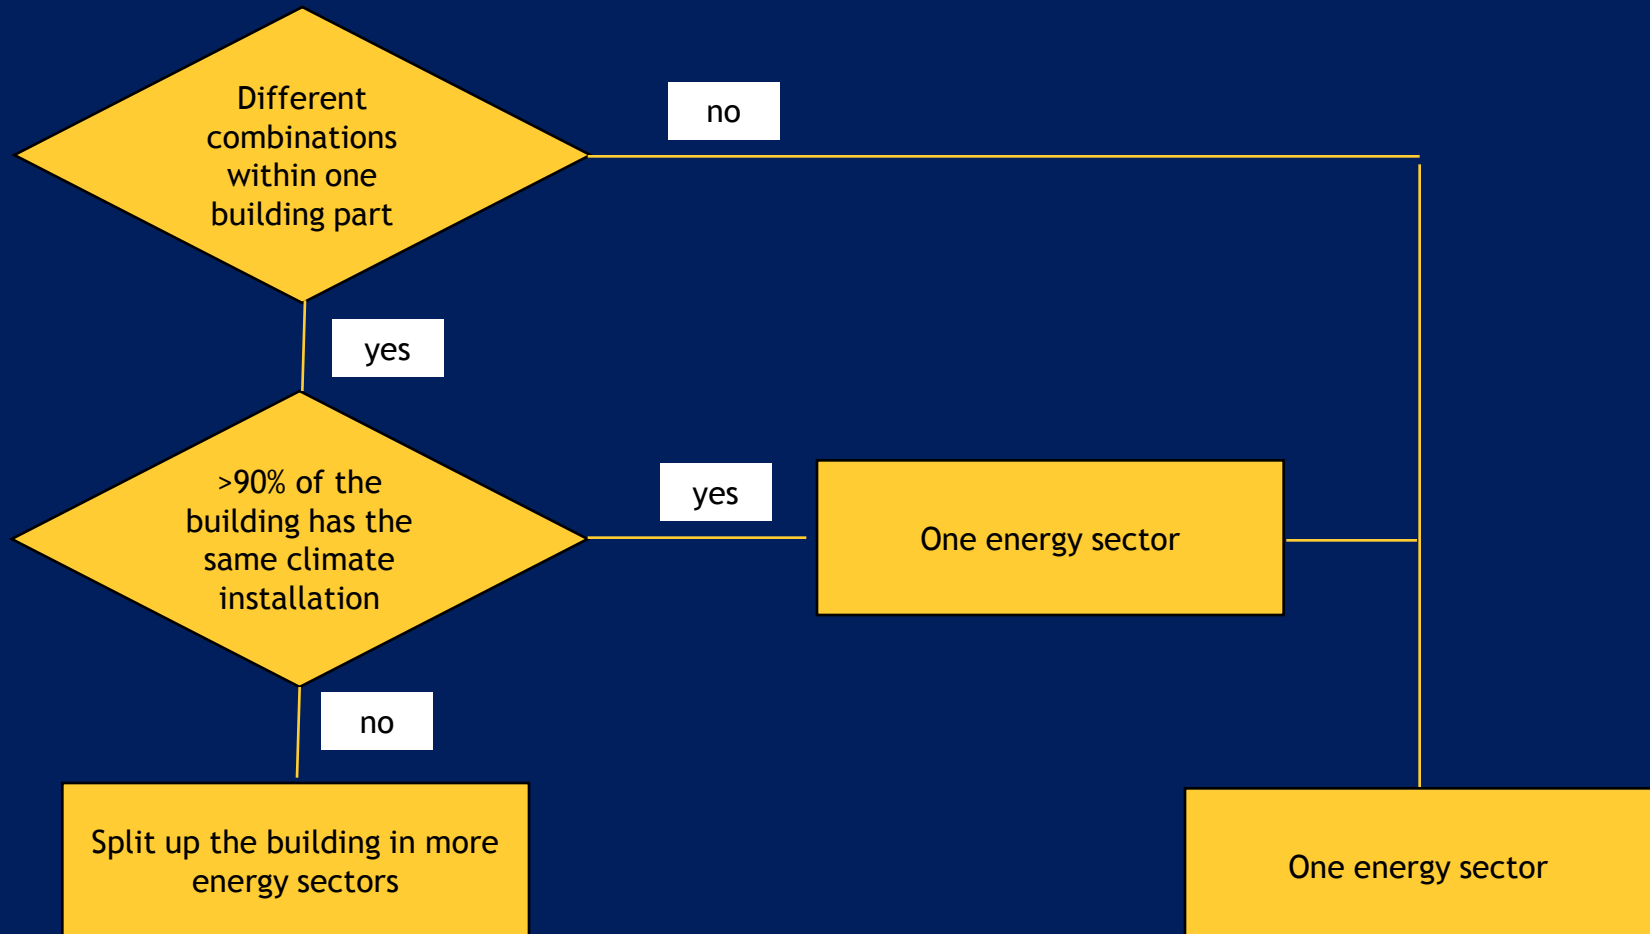 Different
combinations
within one
building part
no
yes
>90% of the
building has the
same climate
installation
yes
One energy sector
no
Split up the building in more
energy sectors
One energy sector